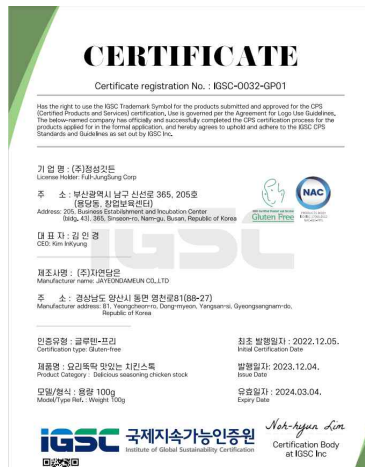 CERTIFICATE
Certificate registration No. : IGSC-0032-GP01
Has the right to use the IGSC Trademark Symbol for the products submitted and approved for the CPS
(Certified Products and Services) certification, Use is governed per the Agreement for Logo Use Guidelines,
The below-named company has officially and successfully completed the CPS certification process for the
products applied for in the formal application, and hereby agrees to uphold and adhere to the IGSC CPS
Standards and Guidelines as set out by IGSC Inc.
기 업 명 : (주)정성깃든
License Holder: Full-JungSung Corp
주 소 : 부산광역시 남구 신선로 365, 205호
(용당동, 창업보육센터)
Address: 205, Business Establishment and Incubation Center
(bldg, 43), 365, Sinseon-ro, Nam-gu, Busan, Republic of Korea
대 표 자 : 김 인 경
CEO: Kim InKyung
Gluten Free
NAC
IGSC
제조사명 : (주)자연담은
Manufacturer name: JAYEONDAMEUN CO.,LTD
주 소 : 경상남도 양산시 동면 영천로81(88-27)
Manufacturer address: 81, Yeongcheon-ro, Dong-myeon, Yangsan-si, Gyeongsangnam-do,
Republic of Korea
인증유형 : 글루텐-프리
Certification type: Gluten-free
최초 발행일자 : 2022.12.05.
Initial Certification Date
제품명 : 요리뚝딱 맛있는 치킨스톡
Product Category : Delicious seasoning chicken stock
발행일자: 2023.12.04.
Issue Date
모델/형식 : 용량 100g
Model/Type Ref. : Weight 100g
유효일자 : 2024.03.04.
Expiry Date
IGSC 국제지속가능인증원
Institute of Global Sustainability Certification
Noh-hyun Lim
Certification Body
at IGSC Inc